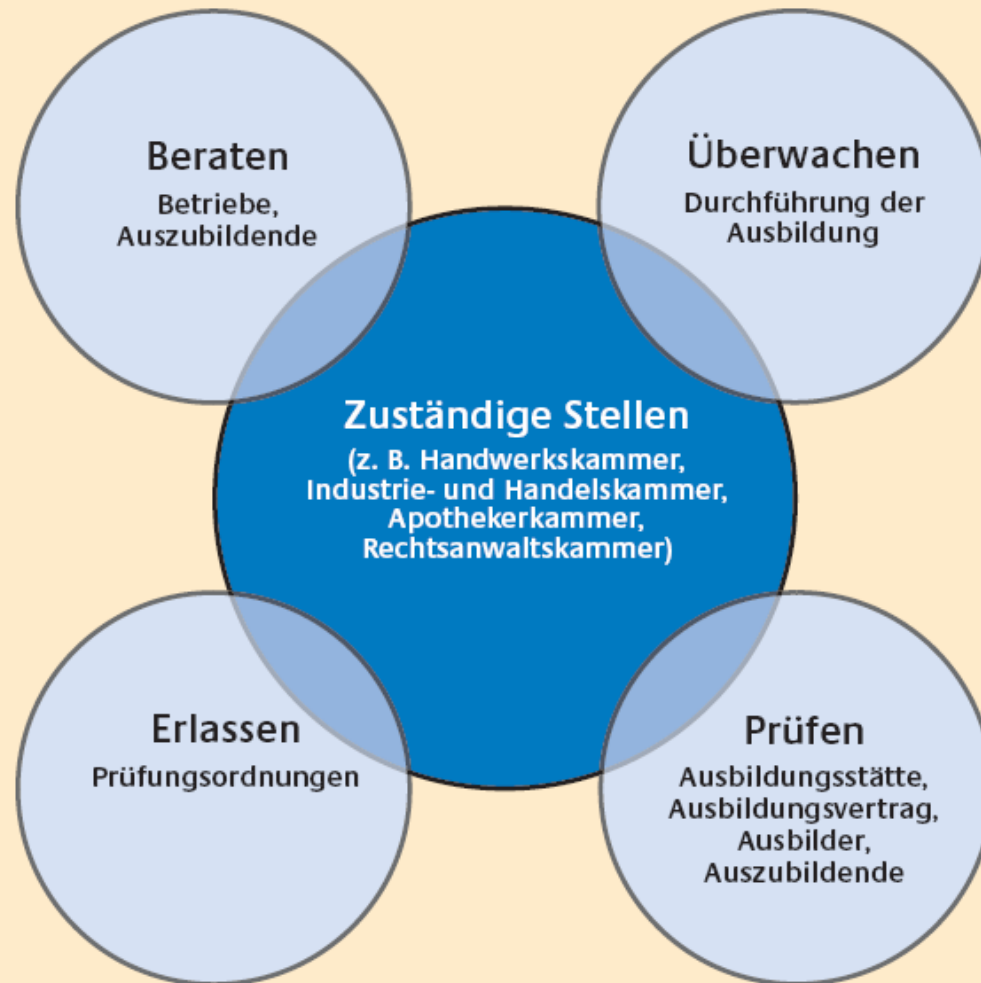 Beraten
Betriebe,
Auszubildende
Überwachen
Durchführung der
Ausbildung
Zuständige Stellen
(z. B. Handwerkskammer,
Industrie- und Handelskammer,
Apothekerkammer,
Rechtsanwaltskammer)
Erlassen
Prüfungsordnungen
Prüfen
Ausbildungsstätte,
Ausbildungsvertrag,
Ausbilder,
Auszubildende